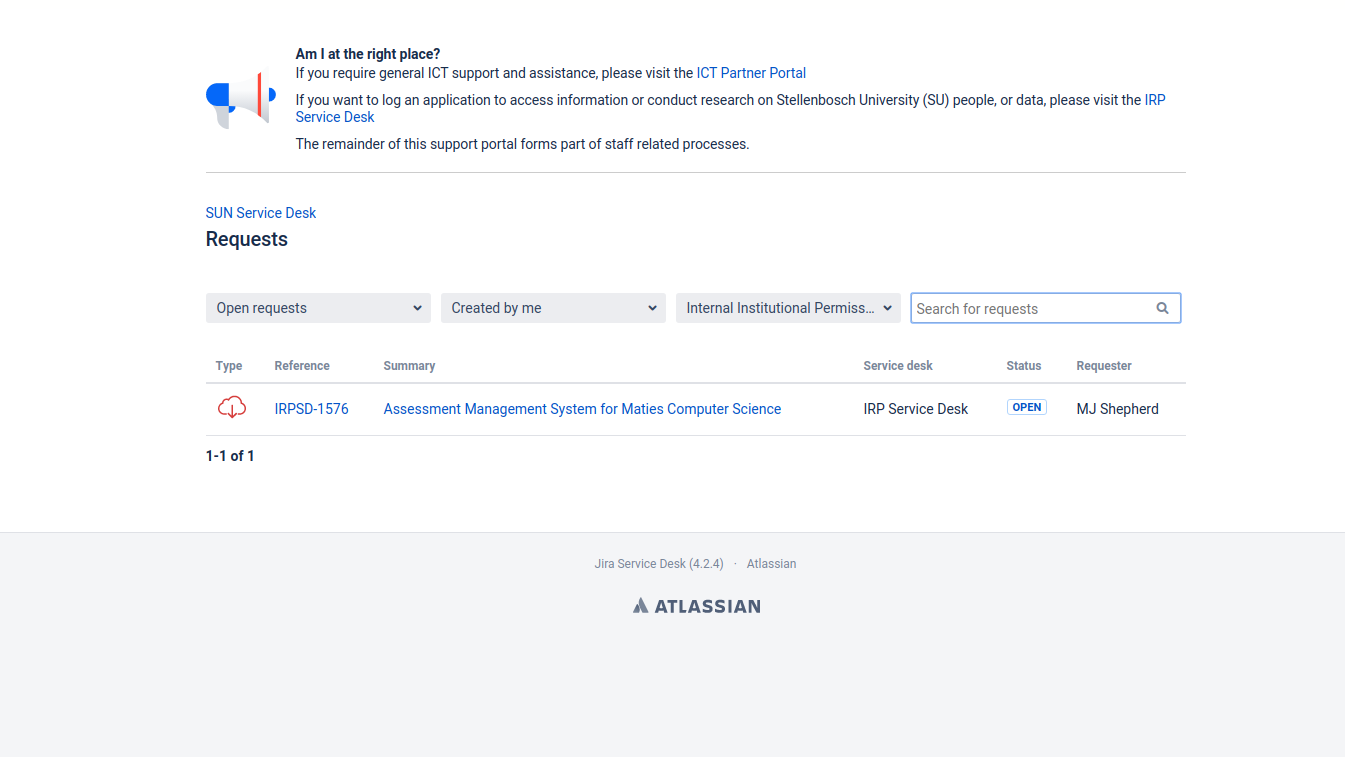 Am I at the right place?
If you require general ICT support and assistance, please visit the ICT Partner Portal
If you want to log an application to access information or conduct research on Stellenbosch University (SU) people, or data, please visit the IRP
Service Desk
The remainder of this support portal forms part of staff related processes.
SUN Service Desk
Requests
Open requests Created by me Internal Institutional Permiss... Search for requests
Type Reference Summary Service desk Status Requester
IRPSD-1576 Assessment Management System for Maties Computer Science IRP Service Desk OPEN MJ Shepherd
1-1 of 1
Jira Service Desk (4.2.4) · Atlassian
ATLASSIAN